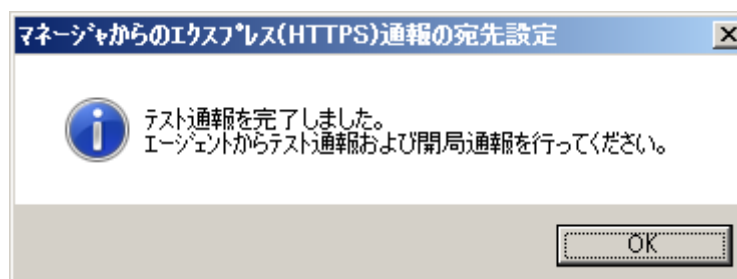 マネージャからのエクスプレス(HTTPS)通報の宛先設定
テスト通報を完了しました。
エージェントからテスト通報および開局通報を行ってください。
OK